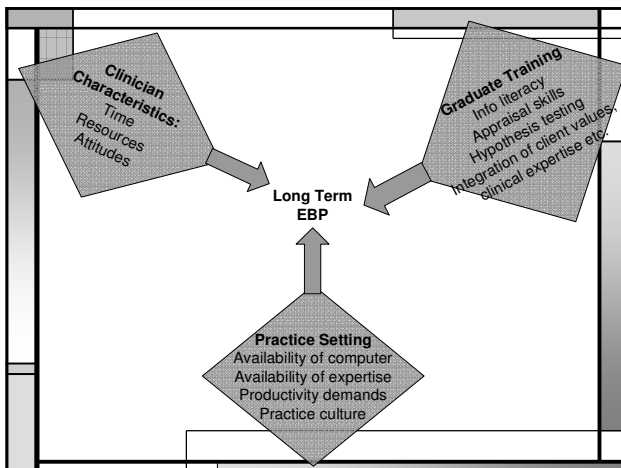 Clinician
Characteristics:
Time
Resources
Attitudes
Graduate Training
Info literacy
Appraisal skills
Hypothesis testing
Integration of client values,
clinical expertise etc.
Long Term
EBP
Practice Setting
Availability of computer
Availability of expertise
Productivity demands
Practice culture